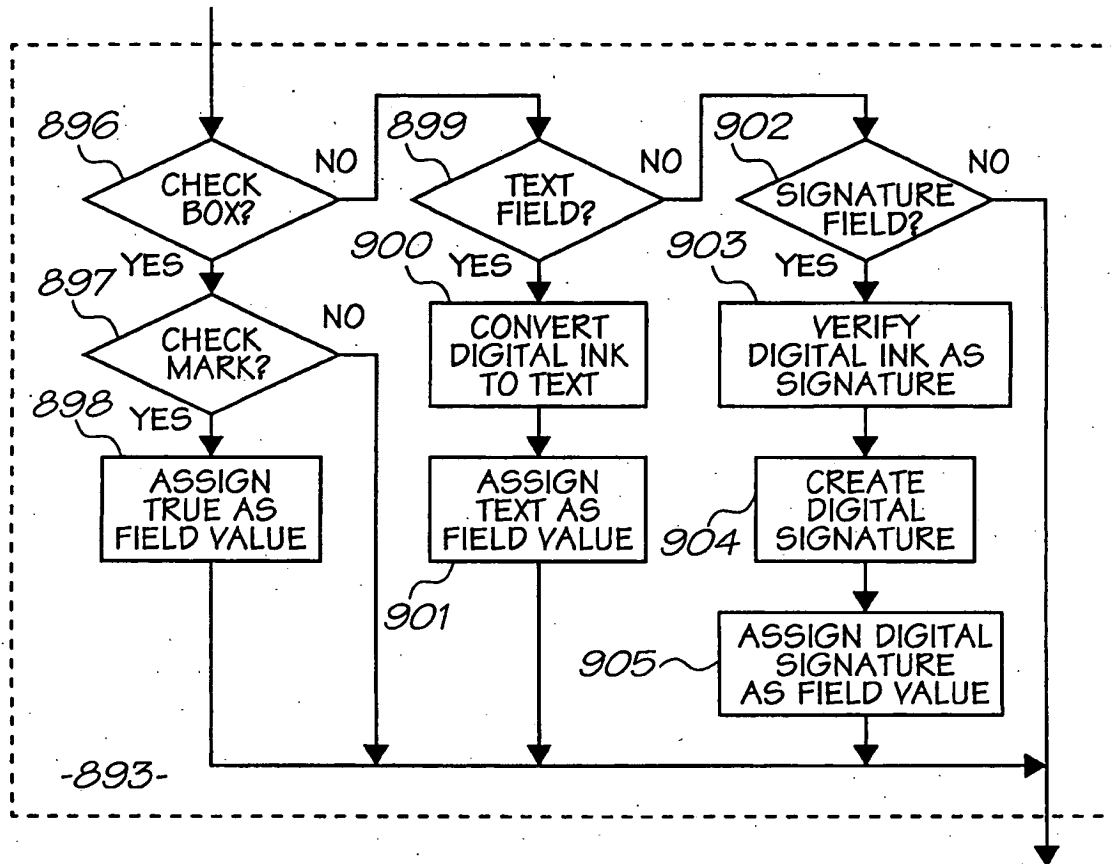 896
CHECK
BOX?
NO
YES
897
CHECK
MARK?
NO
YES
898
ASSIGN
TRUE AS
FIELD VALUE
899
TEXT
FIELD?
NO
YES
900
CONVERT
DIGITAL INK
TO TEXT
ASSIGN
TEXT AS
FIELD VALUE
901
902
SIGNATURE
FIELD?
NO
YES
903
VERIFY
DIGITAL INK AS
SIGNATURE
CREATE
DIGITAL
SIGNATURE
904
ASSIGN DIGITAL
SIGNATURE
AS FIELD VALUE
905
-893-